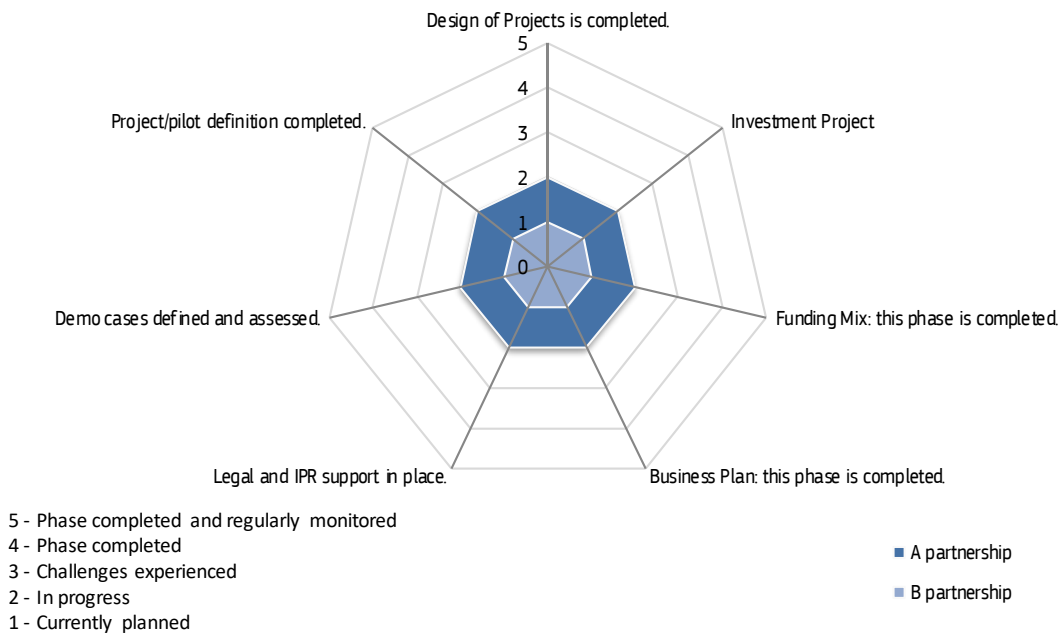 Design of Projects is completed.
5
4
3
2
1
0
Project/pilot definition completed.
Investment Project
Demo cases defined and assessed.
Funding Mix: this phase is completed.
Legal and IPR support in place.
Business Plan: this phase is completed.
5 - Phase completed and regularly monitored
4 - Phase completed
3 - Challenges experienced
2 - In progress
1 - Currently planned
A partnership
B partnership